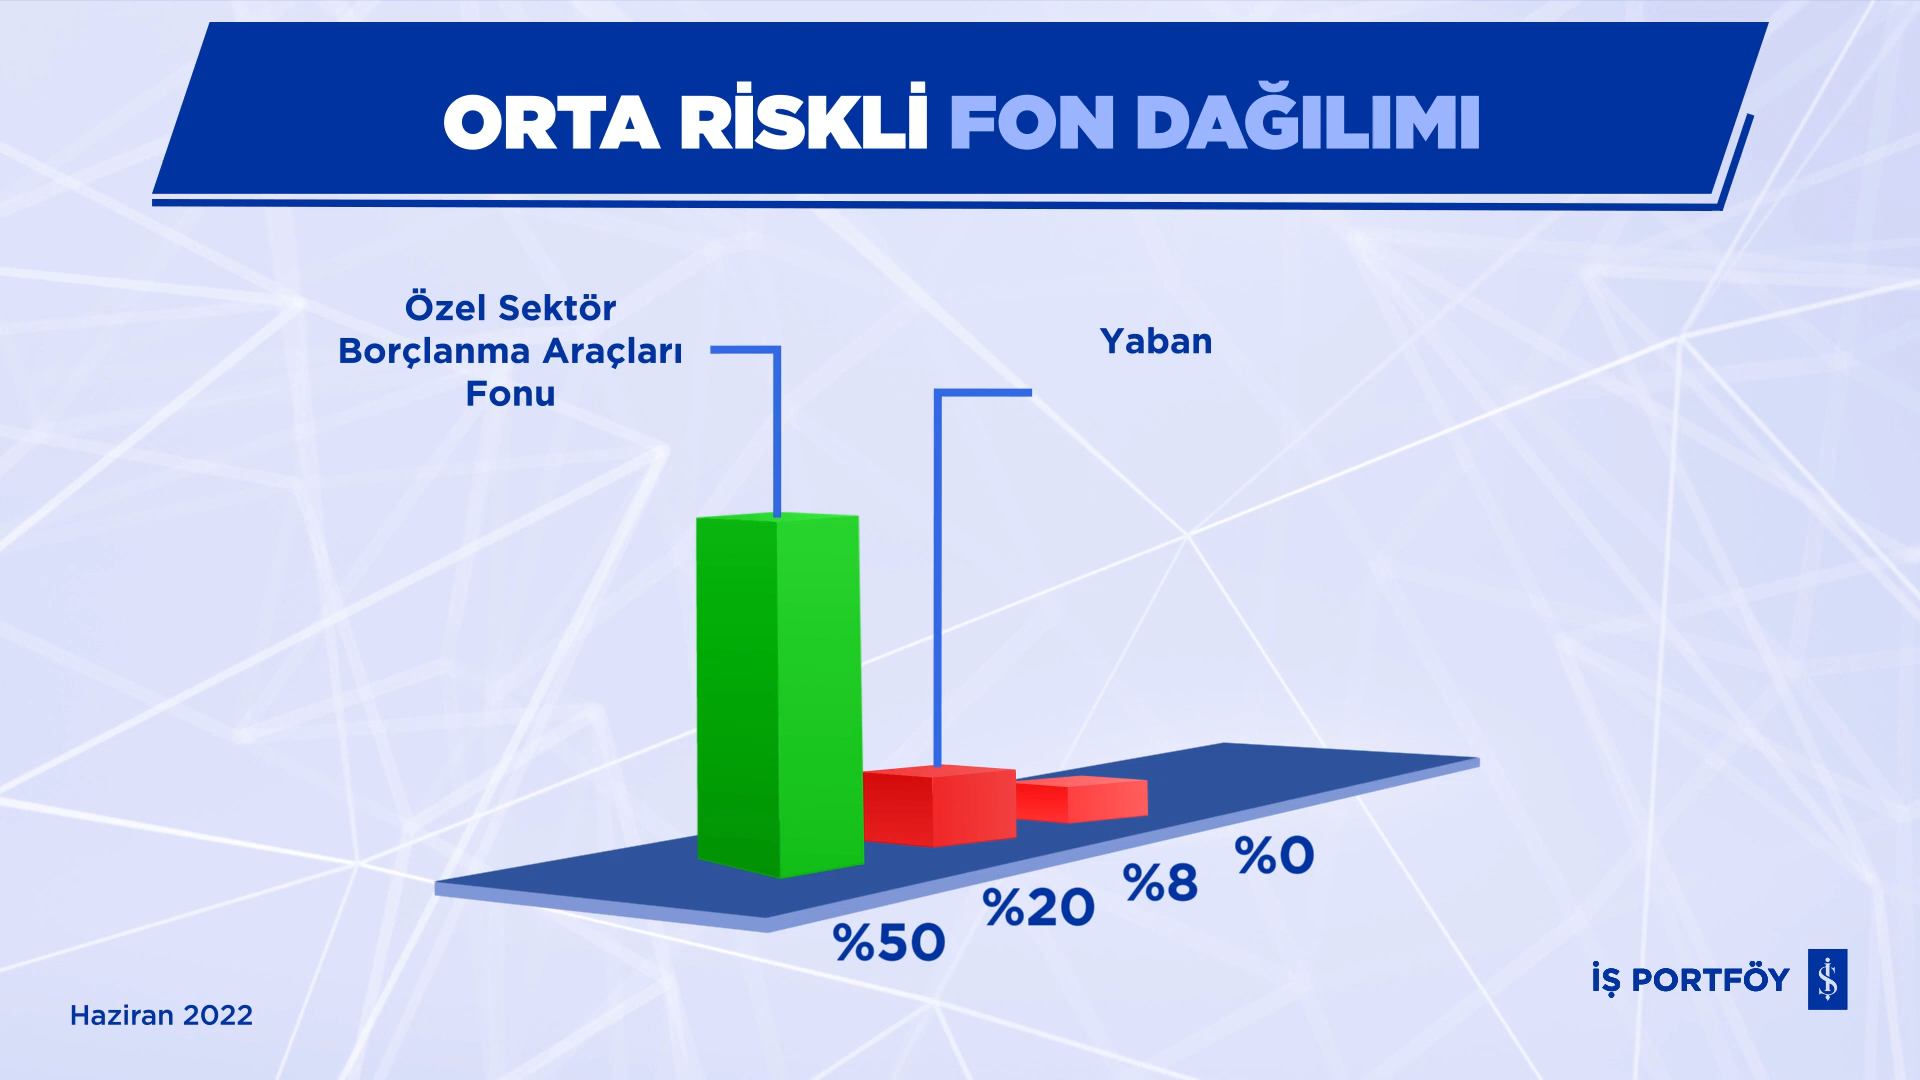 ORTA RİSKLİ FON DAĞILIMI
Özel Sektör
Borçlanma Araçları
Fonu
Yaban
%50
%20
%8
%0
Haziran 2022
İŞ PORTFÖY